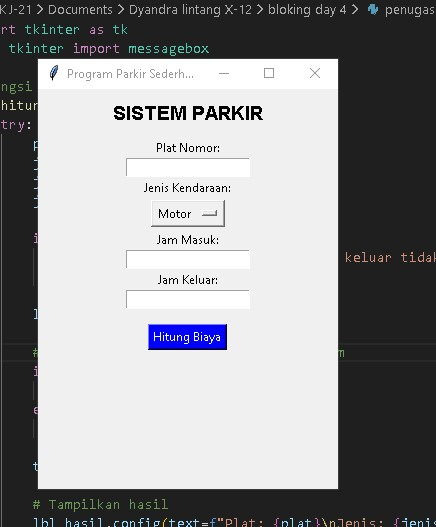 KJ-21 > Documents > Dyandra lintang X-12 > bloking day 4 > penugas
rt tkinter as tk
tkinter import messagebox
Program Parkir Sederh...
ngsi
hitun
try:
SISTEM PARKIR
Plat Nomor:
Jenis Kendaraan:
Motor
Jam Masuk:
keluar tidak
Jam Keluar:
Hitung Biaya
# Tampilkan hasil
lbl_hasil.config(text=f"Plat: {plat}\nJenis: {jenis